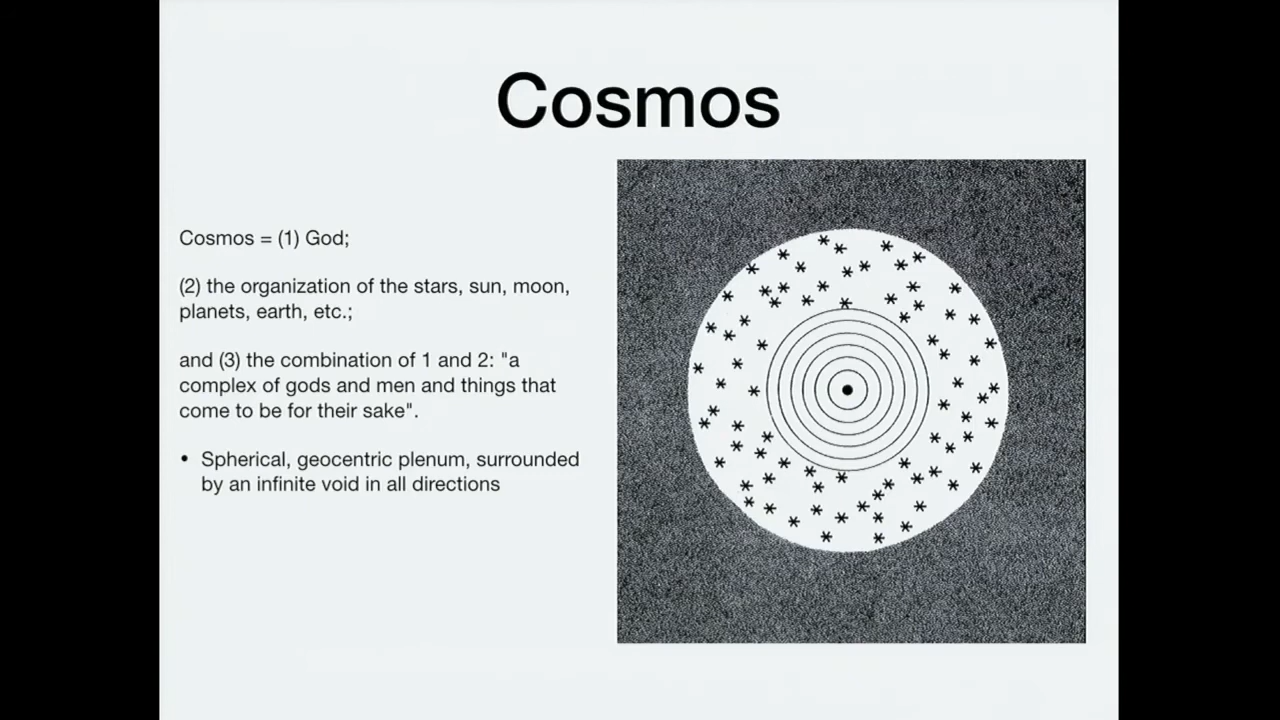 Cosmos
Cosmos = (1) God;
(2) the organization of the stars, sun, moon,
planets, earth, etc.;
and (3) the combination of 1 and 2: "a
complex of gods and men and things that
come to be for their sake".
• Spherical, geocentric plenum, surrounded
by an infinite void in all directions